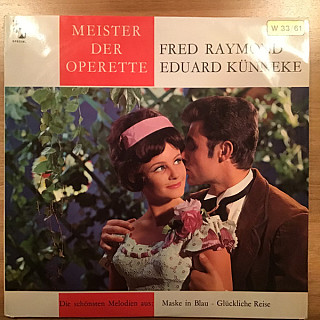 MEISTER
DER
OPERETTE
FRED RAYMOND
EDUARD KÜNNEKE
W 33/61
Die schönsten Melodien aus: Maske in Blau - Glückliche Reise